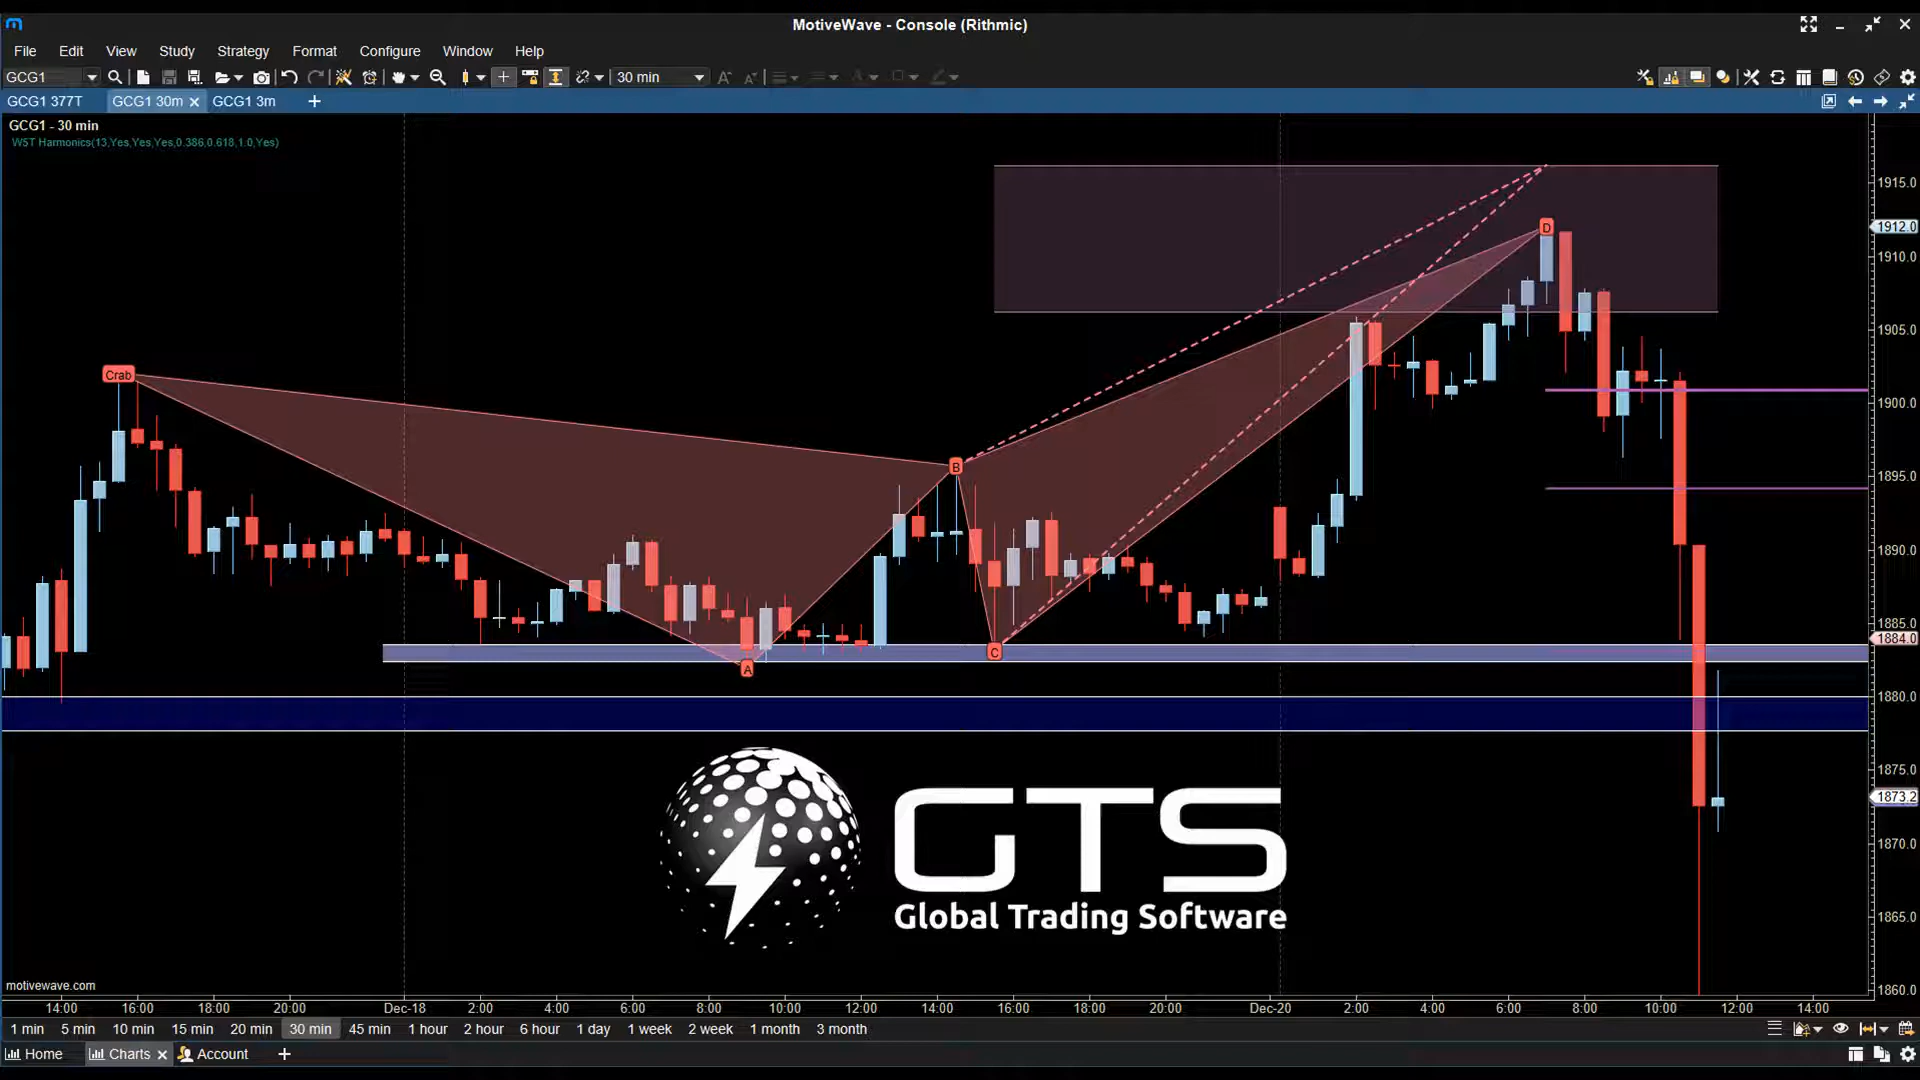 MotiveWave - Console (Rithmic)
File Edit View Study Strategy Format Configure Window Help
GCG1 30 min
GCG1 377T GCG1 30m GCG1 3m
GCG1 - 30 min
WST Harmonics(13,Yes,Yes,Yes,0.386,0.618,1.0,Yes)
1915.0
D 1912.0
1910.0
1905.0
Crab
1900.0
B
1895.0
1890.0
1885.0
1884.0
C
A
1880.0
1875.0
1873.2
1870.0
GTS
Global Trading Software
1865.0
1860.0
motivewave.com
14:00 16:00 18:00 20:00 Dec-18 2:00 4:00 6:00 8:00 10:00 12:00 14:00 16:00 18:00 20:00 Dec-20 2:00 4:00 6:00 8:00 10:00 12:00 14:00
1 min 5 min 10 min 15 min 20 min 30 min 45 min 1 hour 2 hour 6 hour 1 day 1 week 2 week 1 month 3 month
Home Charts Account